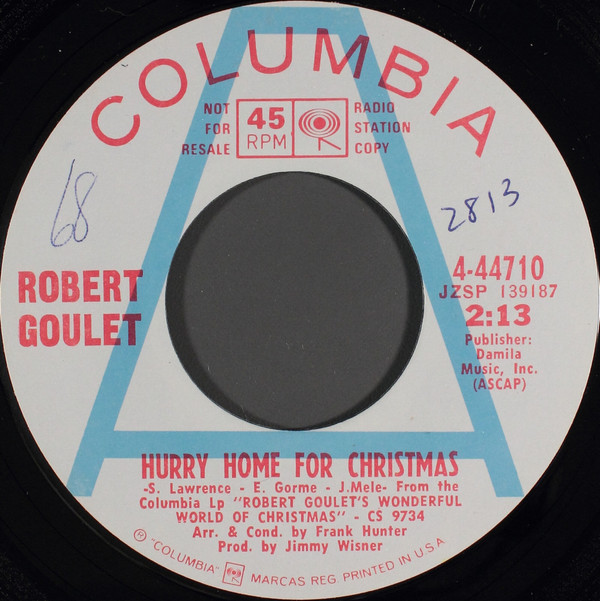 COLUMBIA
NOT FOR RESALE
45 RPM
RADIO STATION COPY
68
2813
ROBERT
GOULET
4-44710
JZSP 139187
2:13
Publisher:
Damila
Music, Inc.
(ASCAP)
HURRY HOME FOR CHRISTMAS
-S. Lawrence - E. Gorme - J.Mele- From the
Columbia Lp "ROBERT GOULET'S WONDERFUL
WORLD OF CHRISTMAS" - CS 9734
Arr. & Cond. by Frank Hunter
Prod. by Jimmy Wisner
℗ "COLUMBIA" MARCAS REG. PRINTED IN U.S.A.